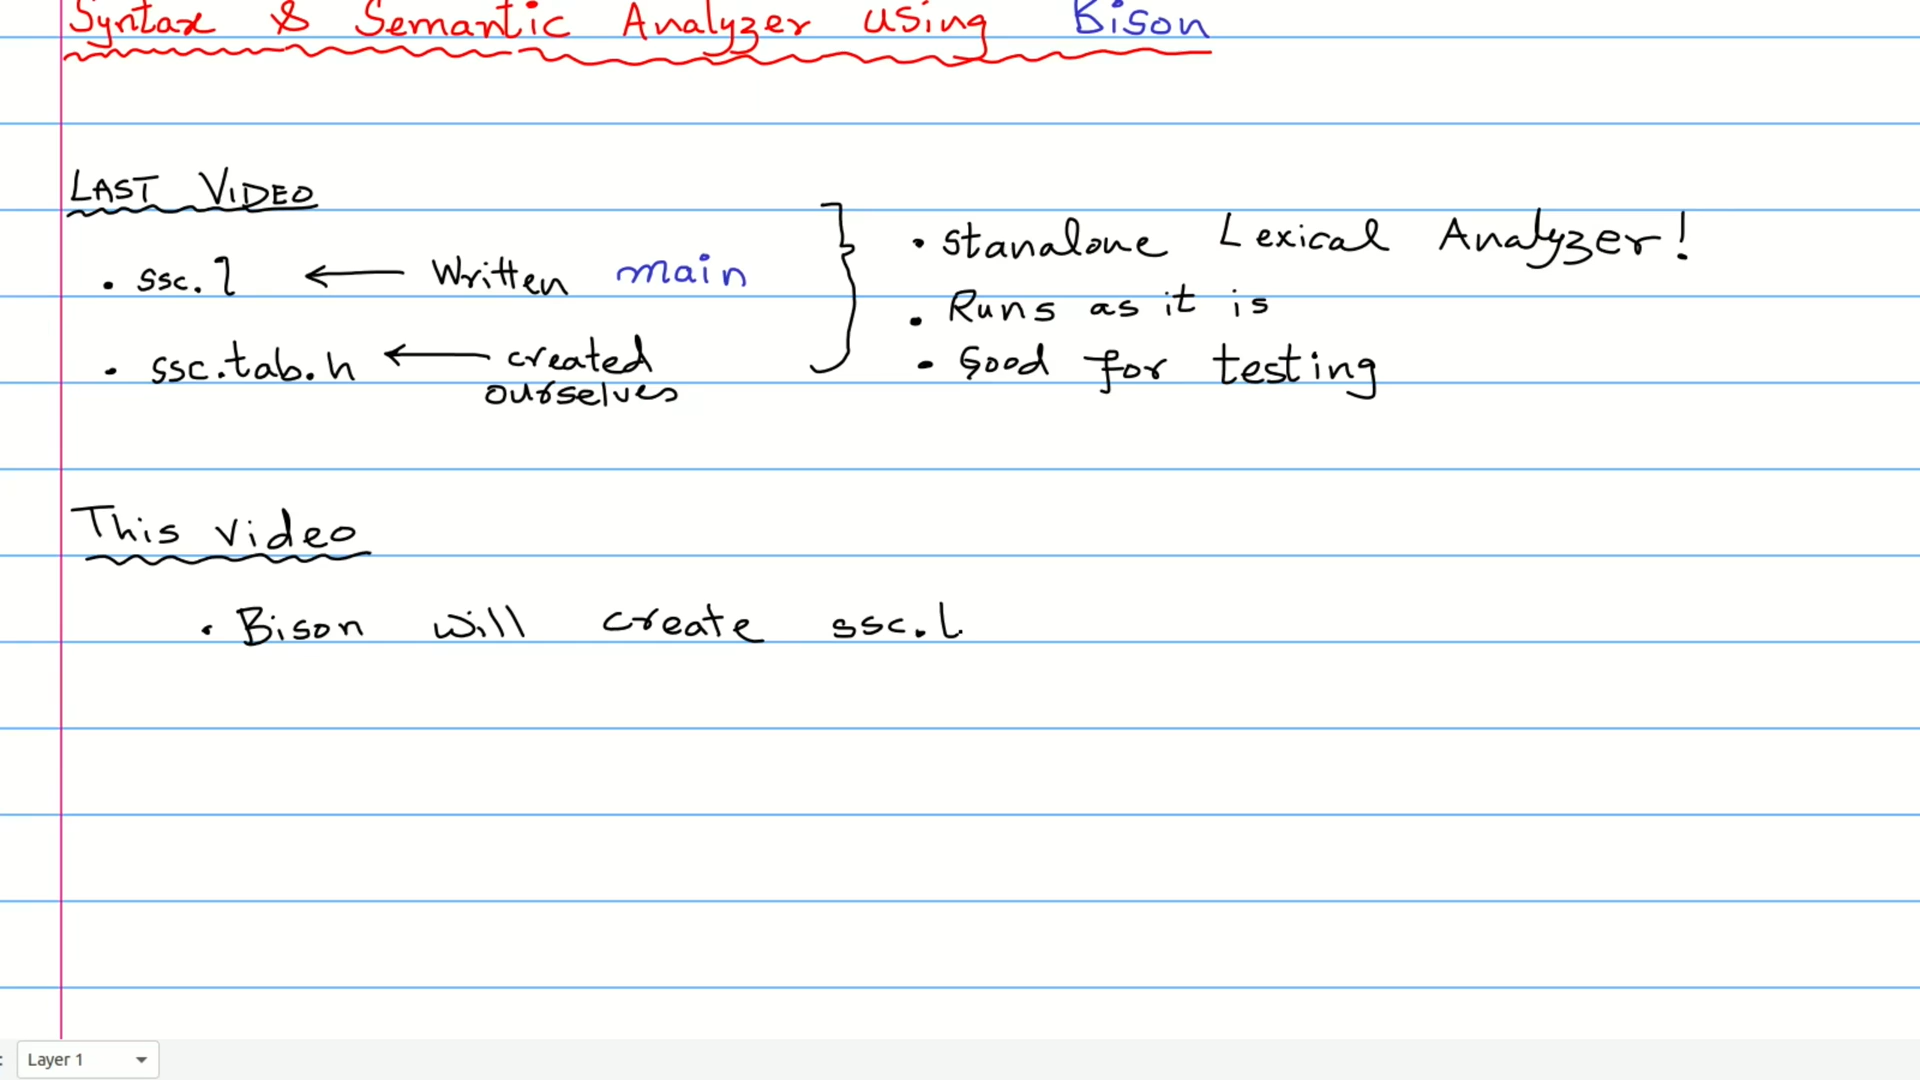 Syntax & Semantic Analyzer using Bison
LAST VIDEO
• ssc.l ← Written main
• ssc.tab.h ← created
ourselves
• Stanalone Lexical Analyzer!
• Runs as it is
• Good for testing
This video
• Bison will create ssc.l
Layer 1